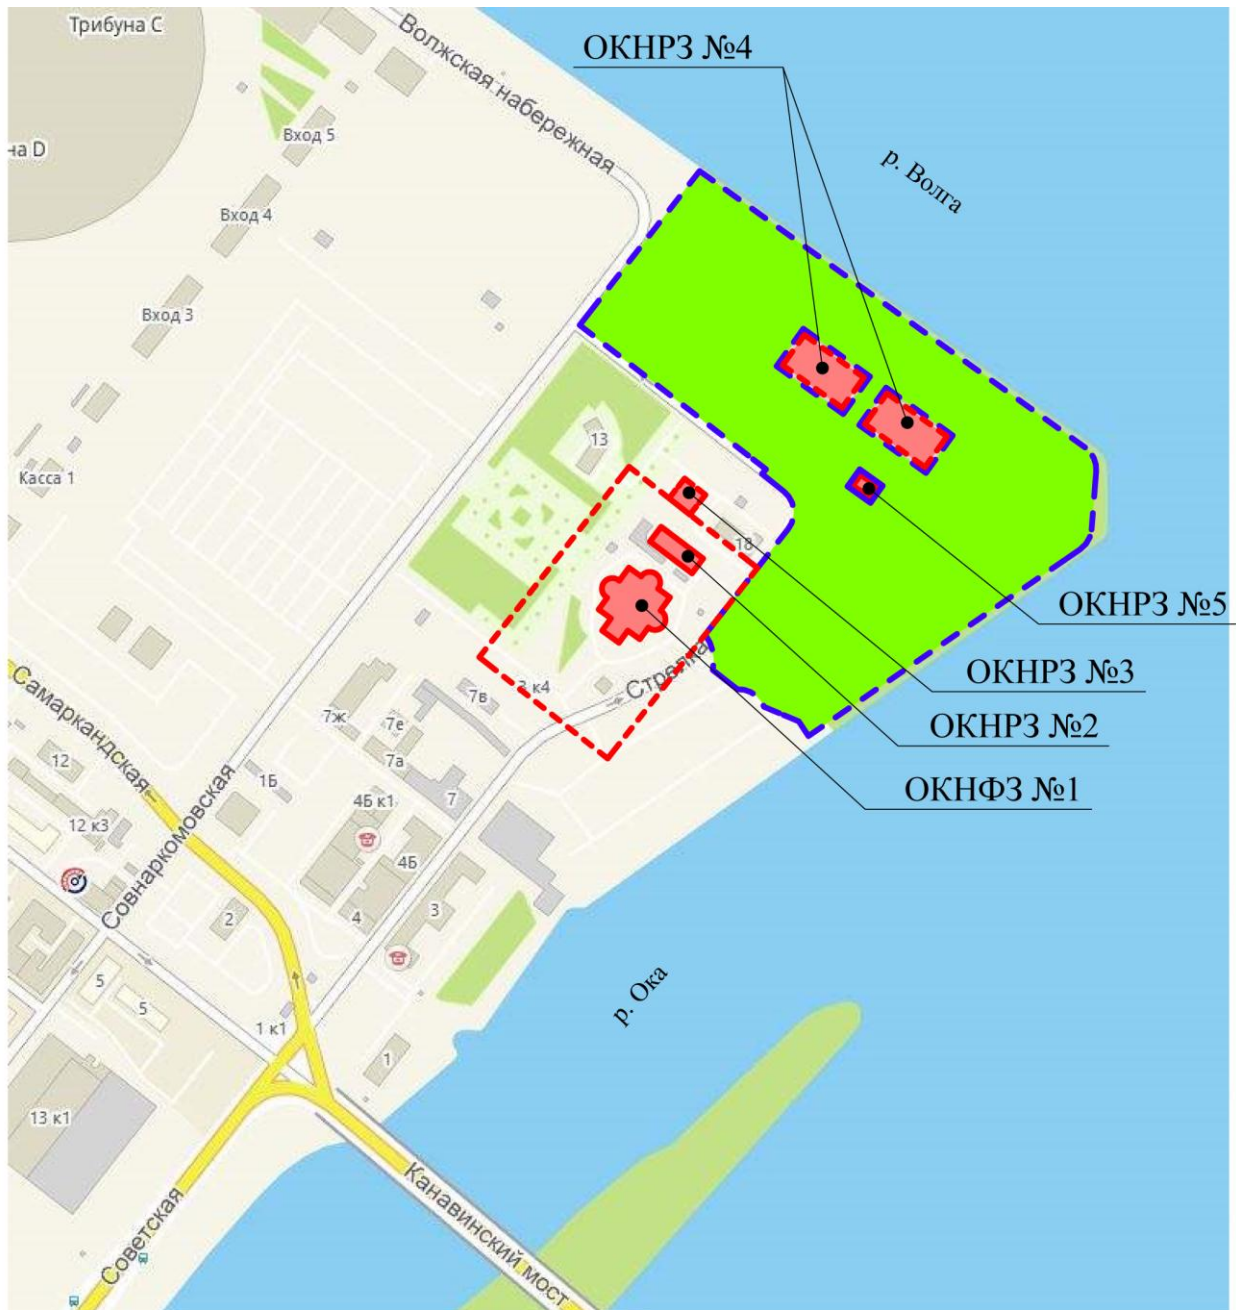 Трибуна C
на D
Волжская набережная
ОКНРЗ №4
Вход 5
р. Волга
Вход 4
Вход 3
13
Касса 1
18
ОКНРЗ №5
ОКНРЗ №3
ОКНРЗ №2
ОКНФЗ №1
Стрелка
3 к4
7в
7ж
7е
7а
7
Самаркандская
12
1Б
4Б к1
12 к3
4Б
Совнаркомовская
2
4
3
5
5
р. Ока
1 к1
1
13 к1
Советская
Канавинский мост